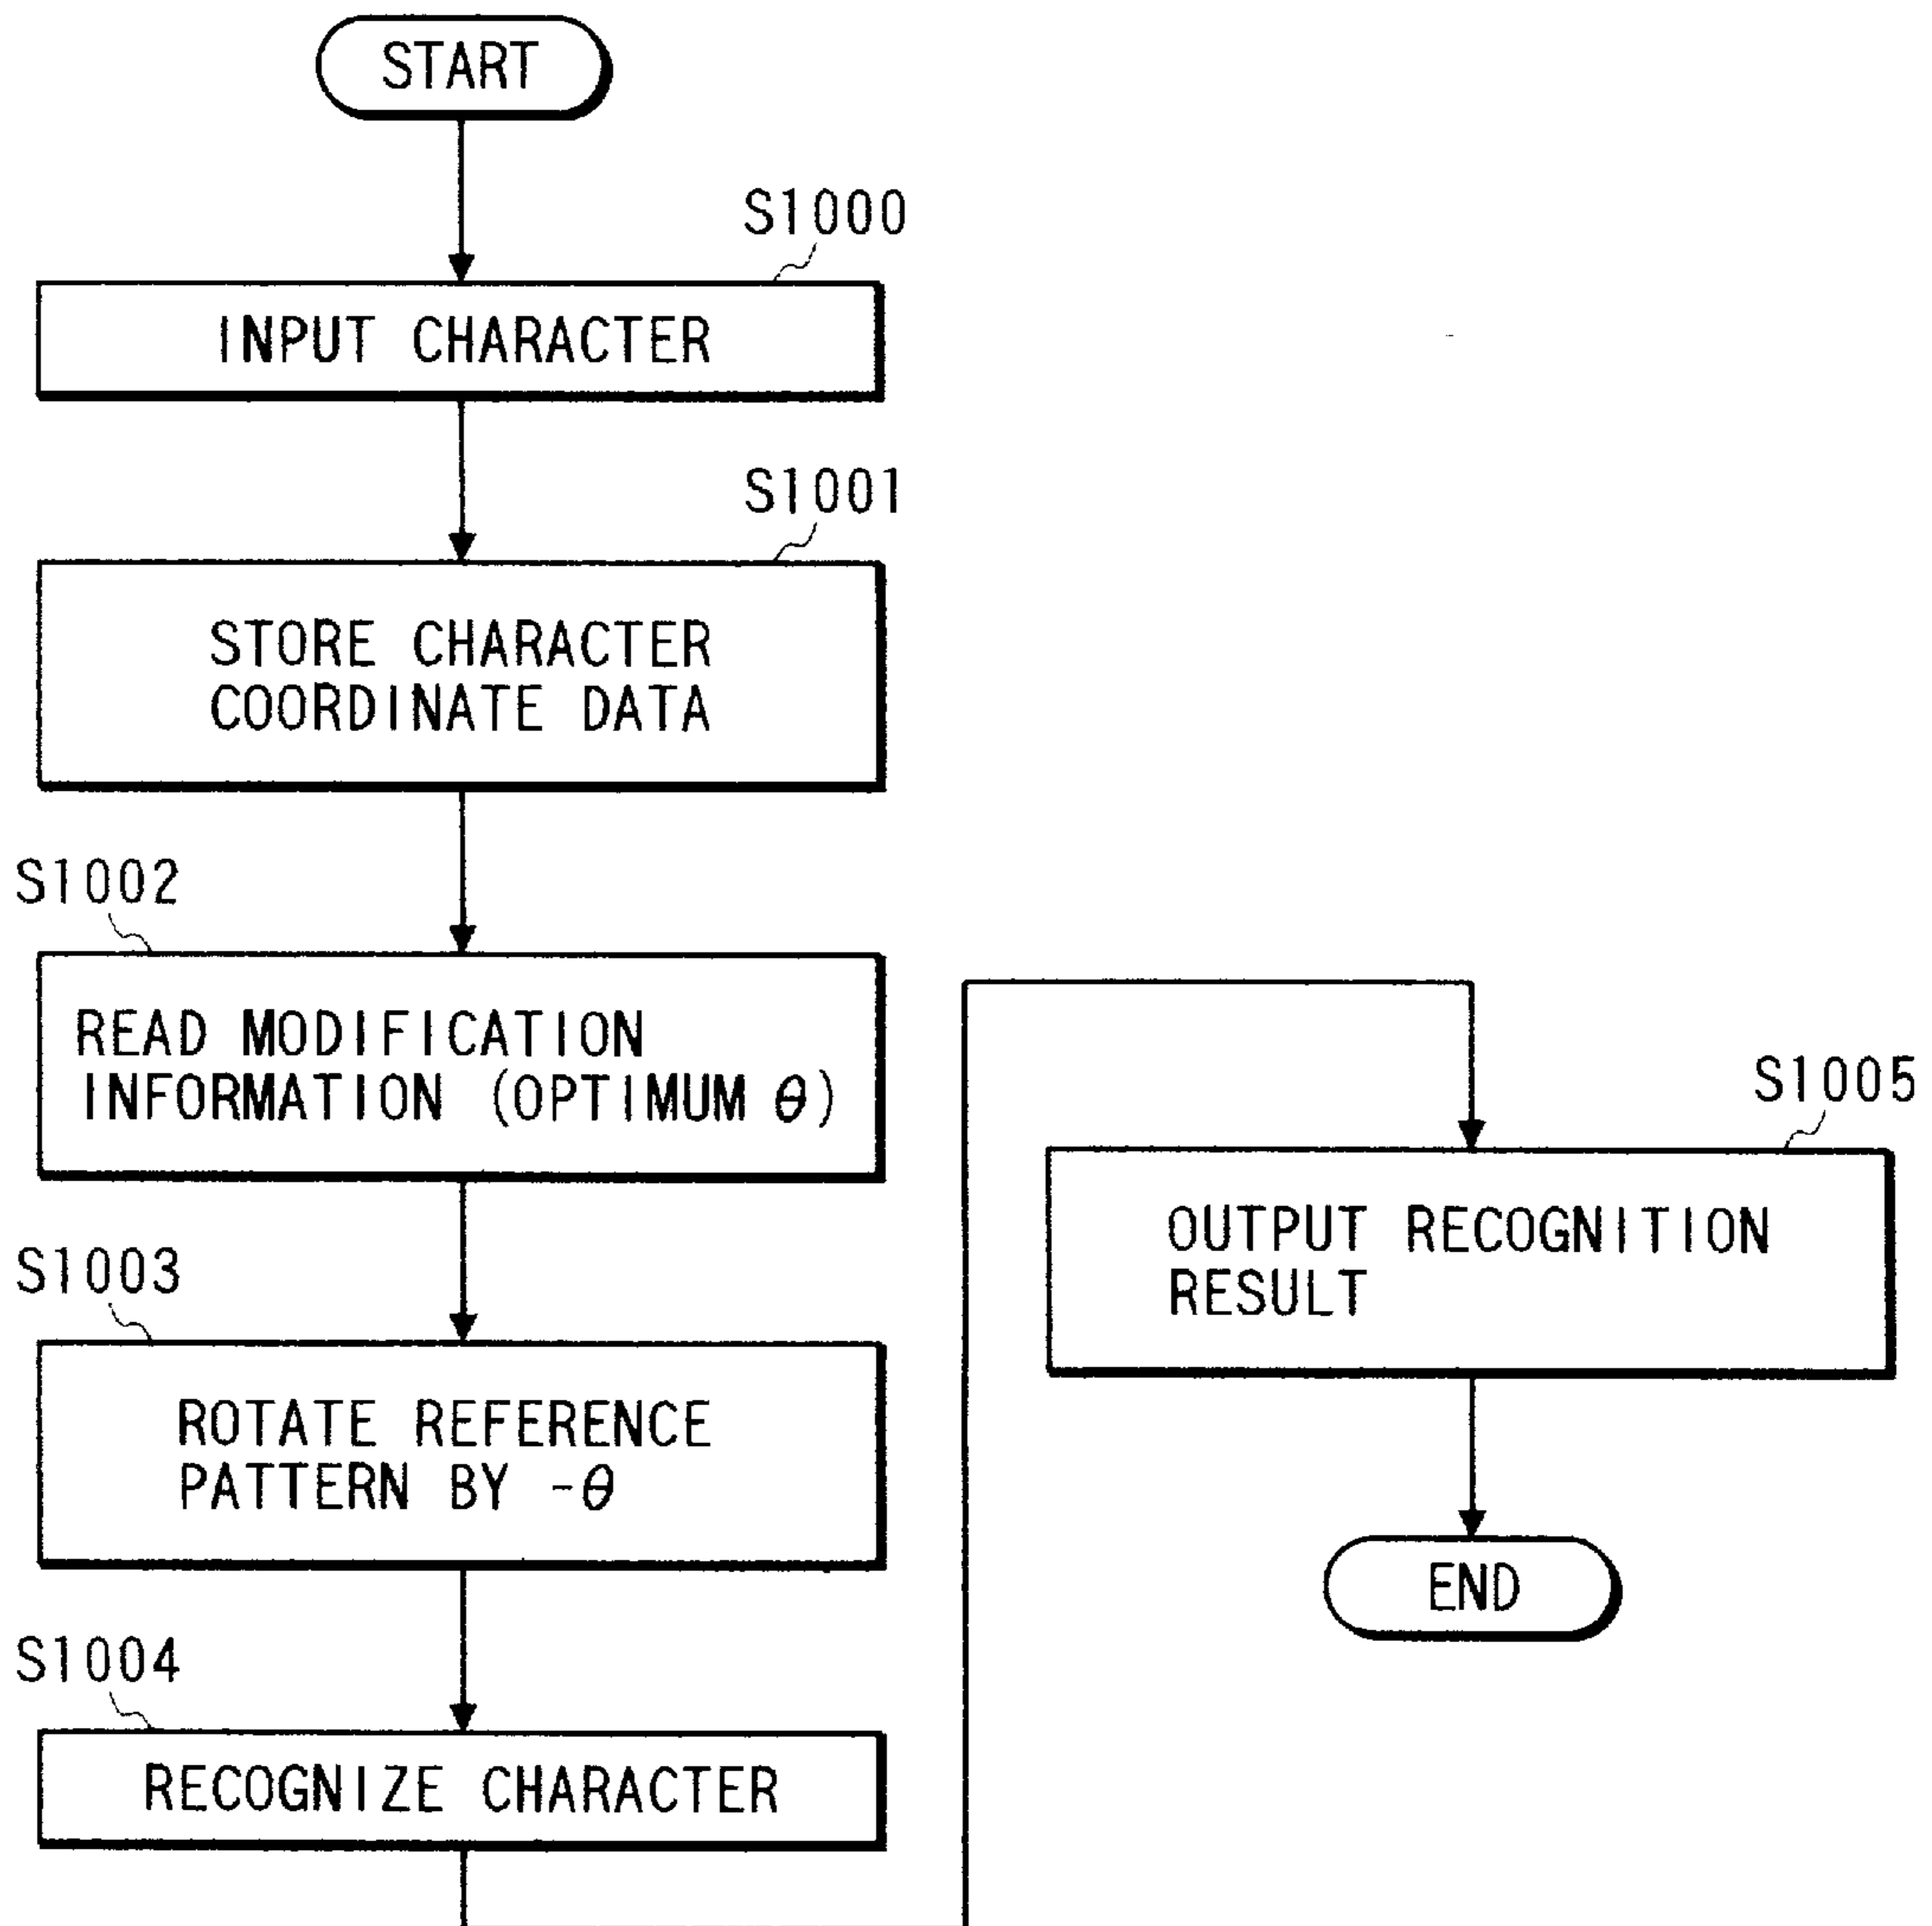 START
S1000
INPUT CHARACTER
S1001
STORE CHARACTER
COORDINATE DATA
S1002
READ MODIFICATION
INFORMATION (OPTIMUM θ)
S1003
ROTATE REFERENCE
PATTERN BY -θ
S1004
RECOGNIZE CHARACTER
S1005
OUTPUT RECOGNITION
RESULT
END